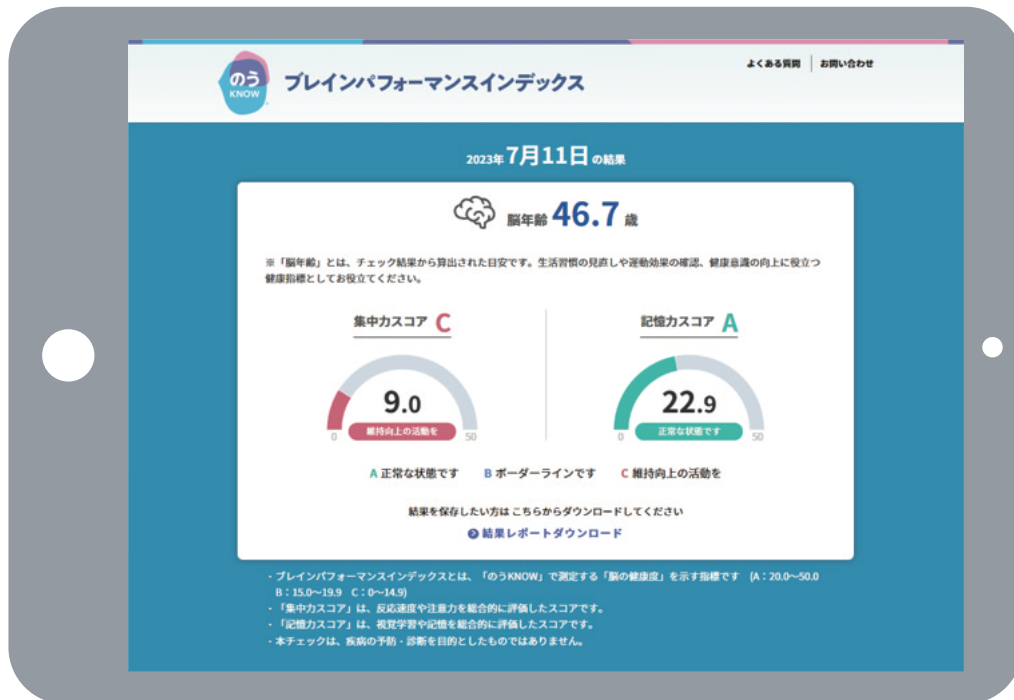 のう
KNOW
ブレインパフォーマンスインデックス
よくある質問
お問い合わせ
2023年7月11日の結果
脳年齢 46.7 歳
※「脳年齢」とは、チェック結果から算出された目安です。生活習慣の見直しや運動効果の確認、健康意識の向上に役立つ
健康指標としてお役立てください。
集中力スコア C
9.0
維持向上の活動を
0
50
記憶力スコア A
22.9
正常な状態です
0
50
A 正常な状態です B ボーダーラインです C 維持向上の活動を
結果を保存したい方は こちらからダウンロードしてください
結果レポートダウンロード
・ブレインパフォーマンスインデックスとは、「のうKNOW」で測定する「脳の健康度」を示す指標です (A：20.0〜50.0
B：15.0〜19.9 C：0〜14.9)
・「集中力スコア」は、反応速度や注意力を総合的に評価したスコアです。
・「記憶力スコア」は、視覚学習や記憶を総合的に評価したスコアです。
・本チェックは、疾病の予防・診断を目的としたものではありません。